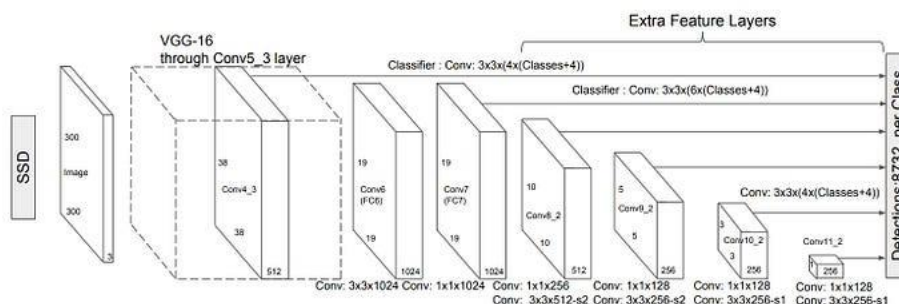 Extra Feature Layers
VGG-16
through Conv5_3 layer
Classifier : Conv: 3x3x(4x(Classes+4))
Classifier : Conv: 3x3x(6x(Classes+4))
SSD
300
Image
300
3
38
Conv4_3
38
512
19
Conv6
(FC6)
19
1024
19
Conv7
(FC7)
19
1024
10
Conv8_2
10
512
5
Conv9_2
5
256
Conv: 3x3x(4x(Classes+4))
3
Conv10_2
3
256
Conv11_2
1
256
Detections:8732 per Class
Conv: 3x3x1024
Conv: 1x1x1024
Conv: 1x1x256
Conv: 3x3x512-s2
Conv: 1x1x128
Conv: 3x3x256-s2
Conv: 1x1x128
Conv: 3x3x256-s1
Conv: 1x1x128
Conv: 3x3x256-s1